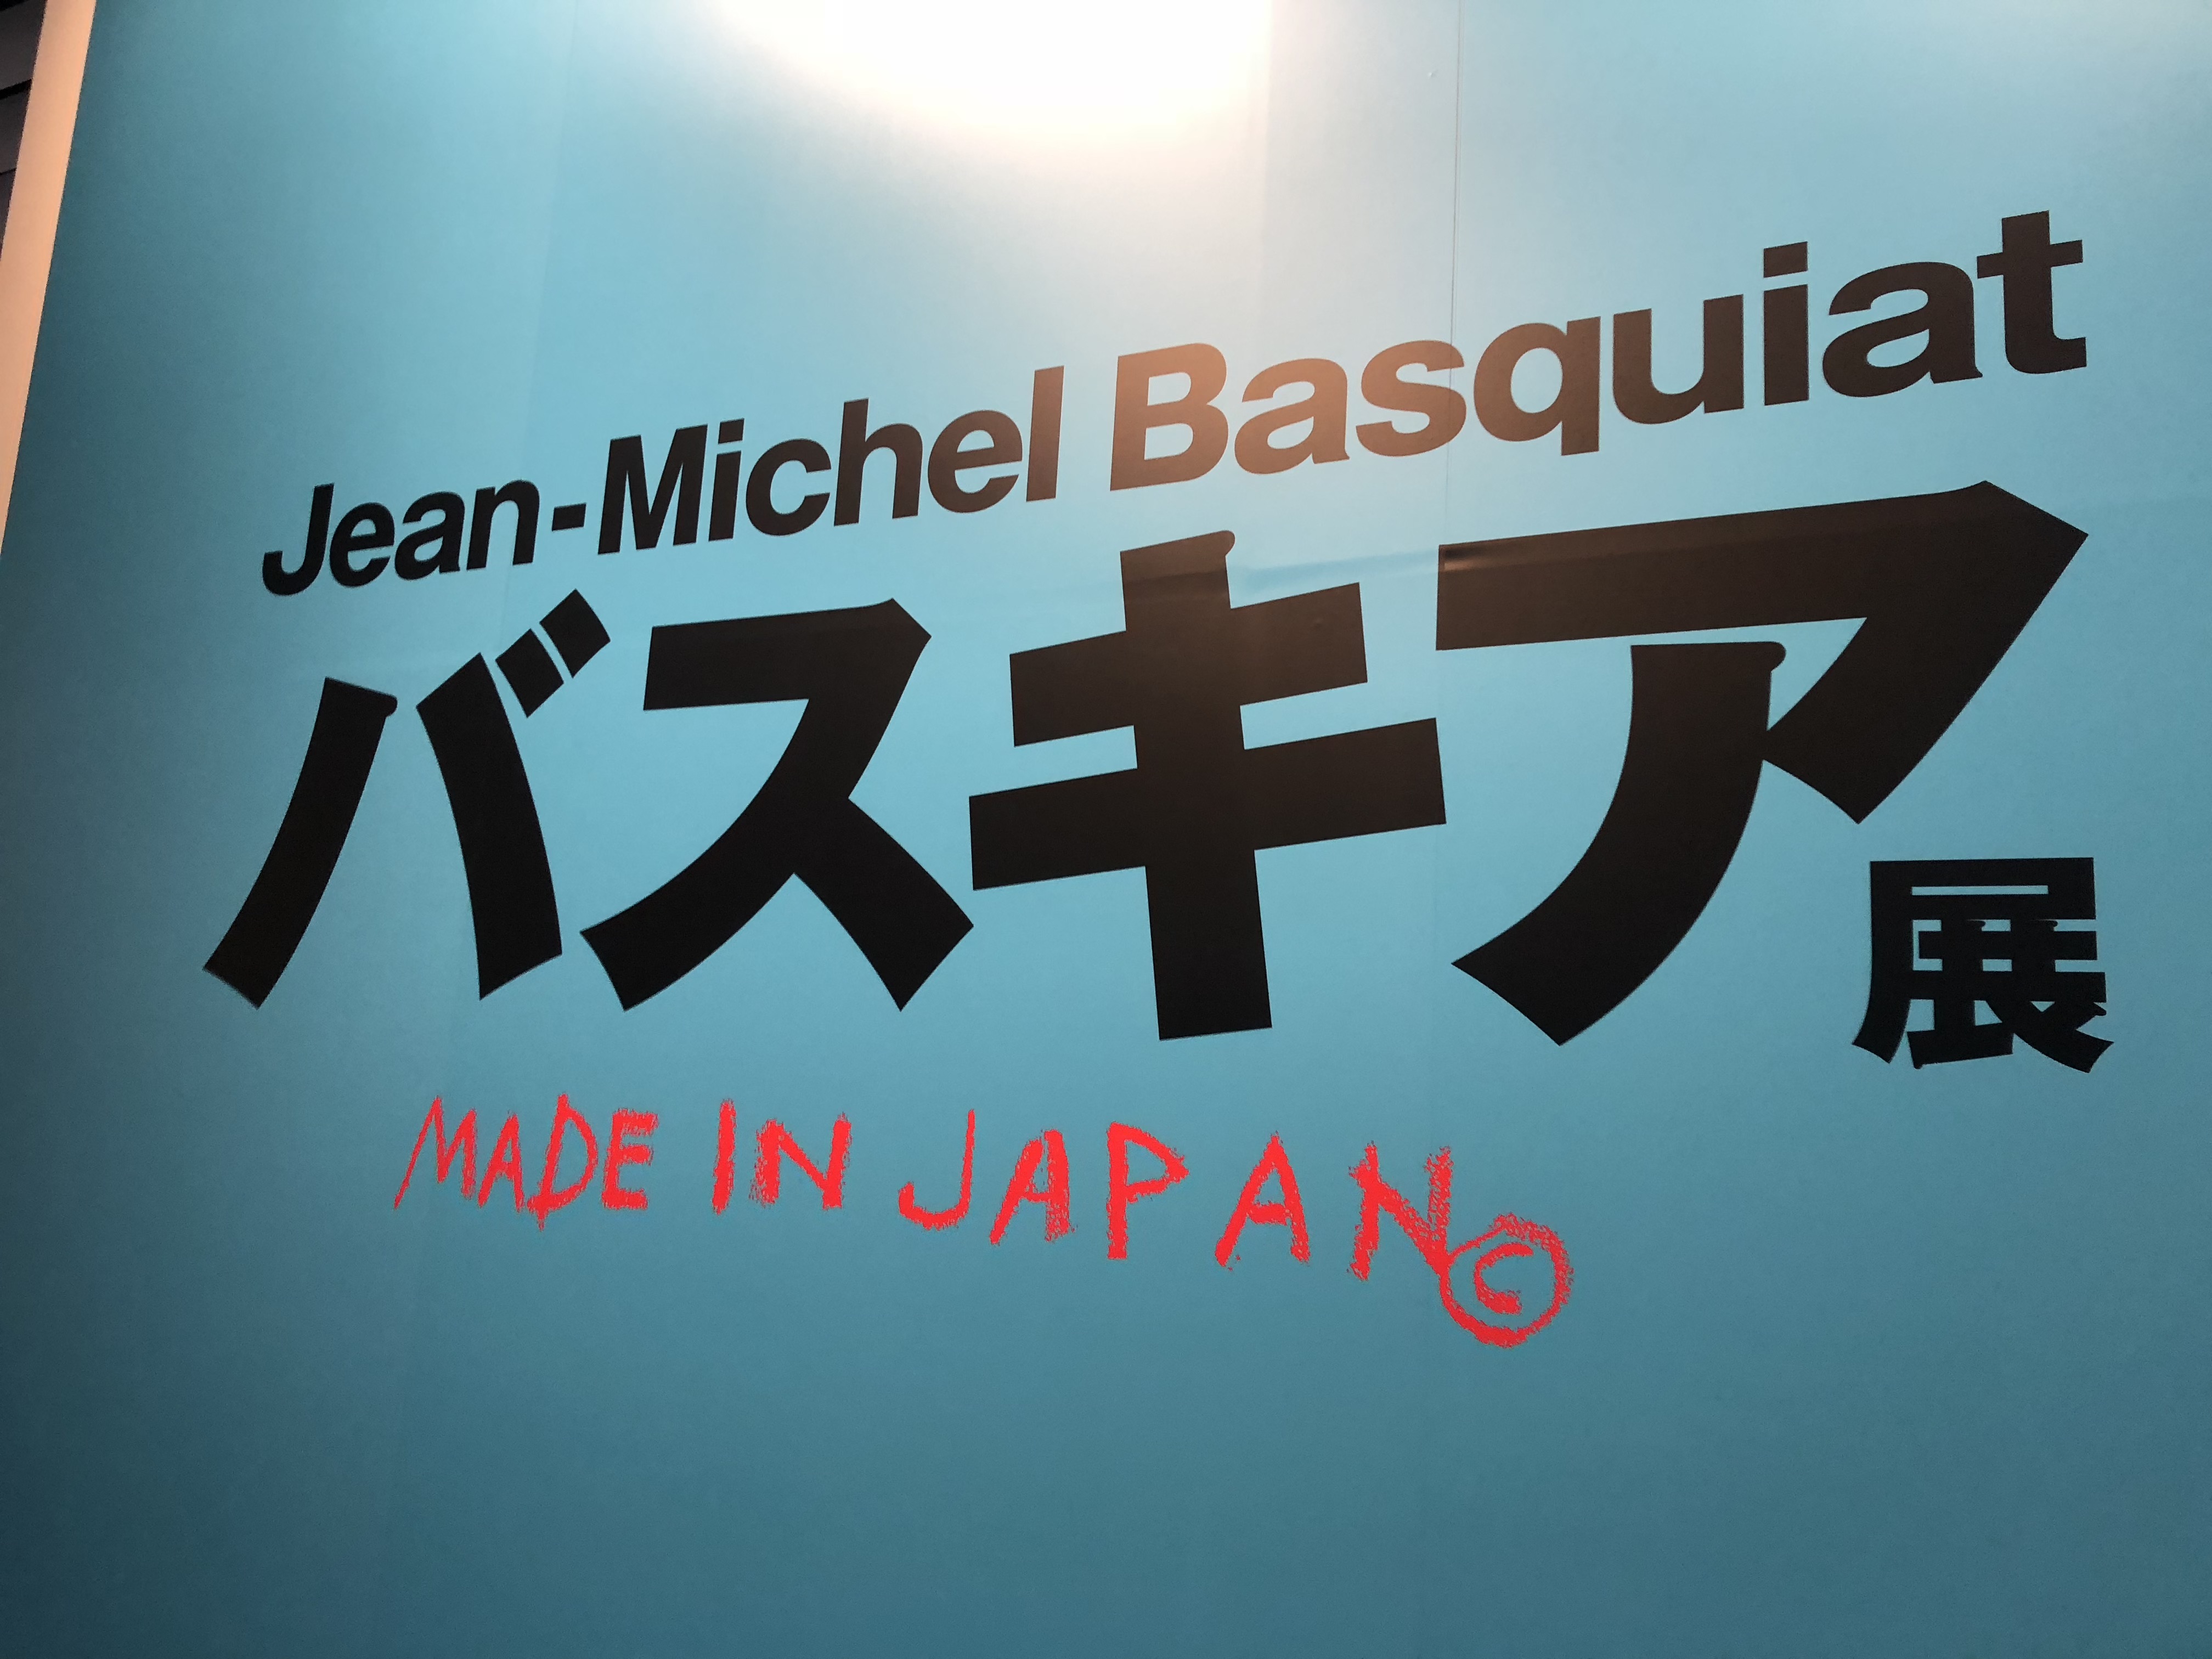 Jean-Michel Basquiat
バスキア展
MADE IN JAPAN©